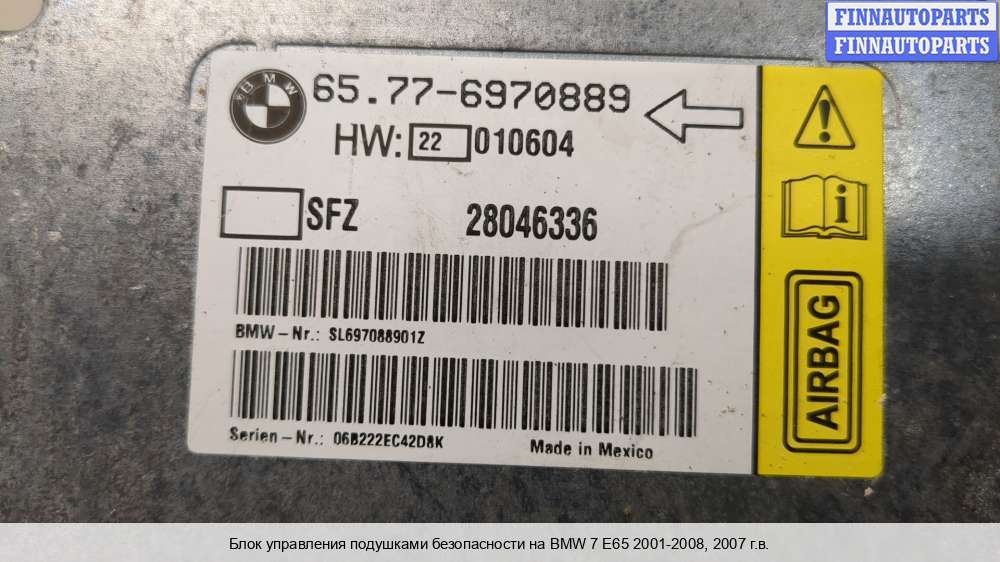 FINNAUTOPARTS
FINNAUTOPARTS
BMW
65.77-6970889
HW: 22 010604
SFZ 28046336
BMW-Nr.: SL697088901Z
Serien-Nr.: 06B222EC42D8K
Made in Mexico
AIRBAG
Блок управления подушками безопасности на BMW 7 E65 2001-2008, 2007 г.в.